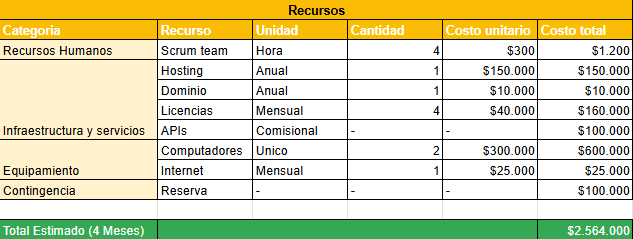 Recursos
Categoria Recurso Unidad Cantidad Costo unitario Costo total
Recursos Humanos Scrum team Hora 4 $300 $1.200
Hosting Anual 1 $150.000 $150.000
Dominio Anual 1 $10.000 $10.000
Licencias Mensual 4 $40.000 $160.000
Infraestructura y servicios APIs Comisional - - $100.000
Computadores Unico 2 $300.000 $600.000
Equipamiento Internet Mensual 1 $25.000 $25.000
Contingencia Reserva - - - $100.000
Total Estimado (4 Meses) $2.564.000